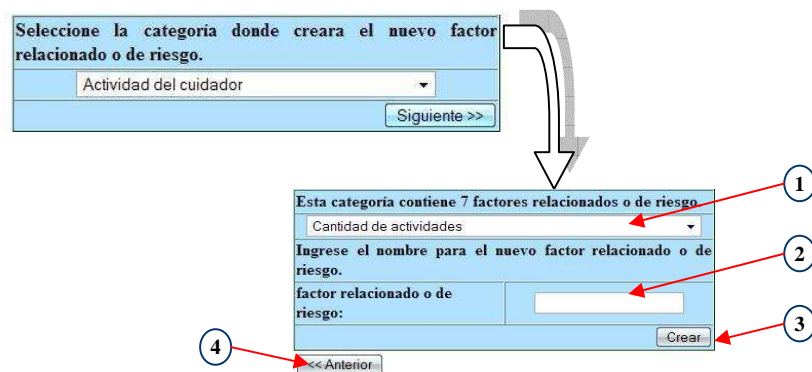 Seleccione la categoría donde creara el nuevo factor
relacionado o de riesgo.
Actividad del cuidador
Siguiente >>
Esta categoría contiene 7 factores relacionados o de riesgo.
Cantidad de actividades
1
Ingrese el nombre para el nuevo factor relacionado o de
riesgo.
2
factor relacionado o de
riesgo:
Crear
3
4
<< Anterior